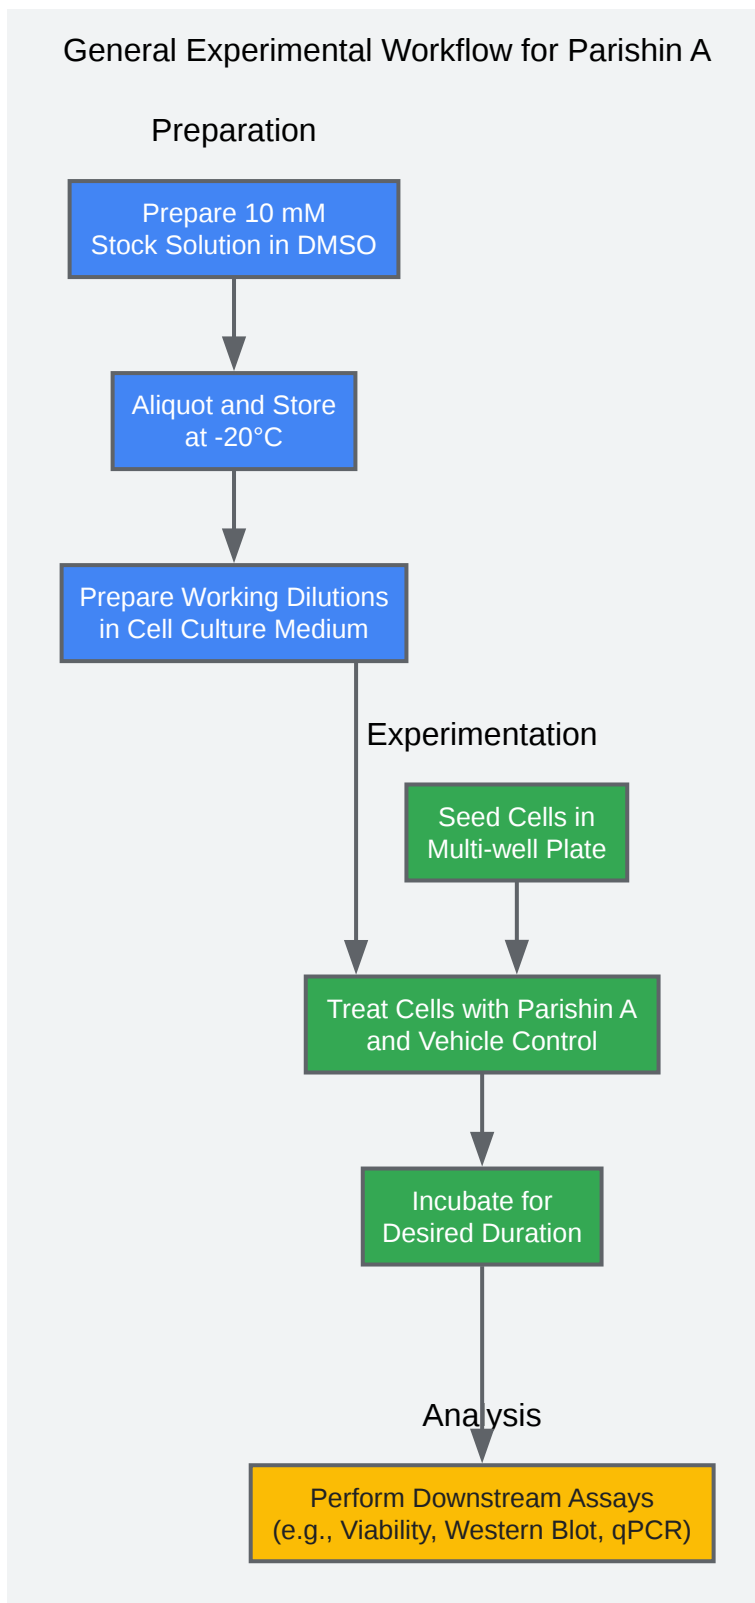 General Experimental Workflow for Parishin A
Preparation
Prepare 10 mM
Stock Solution in DMSO
Aliquot and Store
at -20°C
Prepare Working Dilutions
in Cell Culture Medium
Experimentation
Seed Cells in
Multi-well Plate
Treat Cells with Parishin A
and Vehicle Control
Incubate for
Desired Duration
Analysis
Perform Downstream Assays
(e.g., Viability, Western Blot, qPCR)